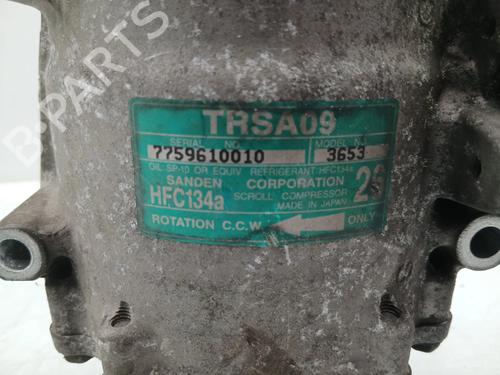 B-PARTS
TRSA09
SERIAL NO. MODEL NO.
7759610010 3653
OIL SP-10 OR EQUIV REFRIGERANT:HFC134a
SANDEN CORPORATION
HFC134a SCROLL COMPRESSOR
MADE IN JAPAN
ROTATION C.C.W. ONLY